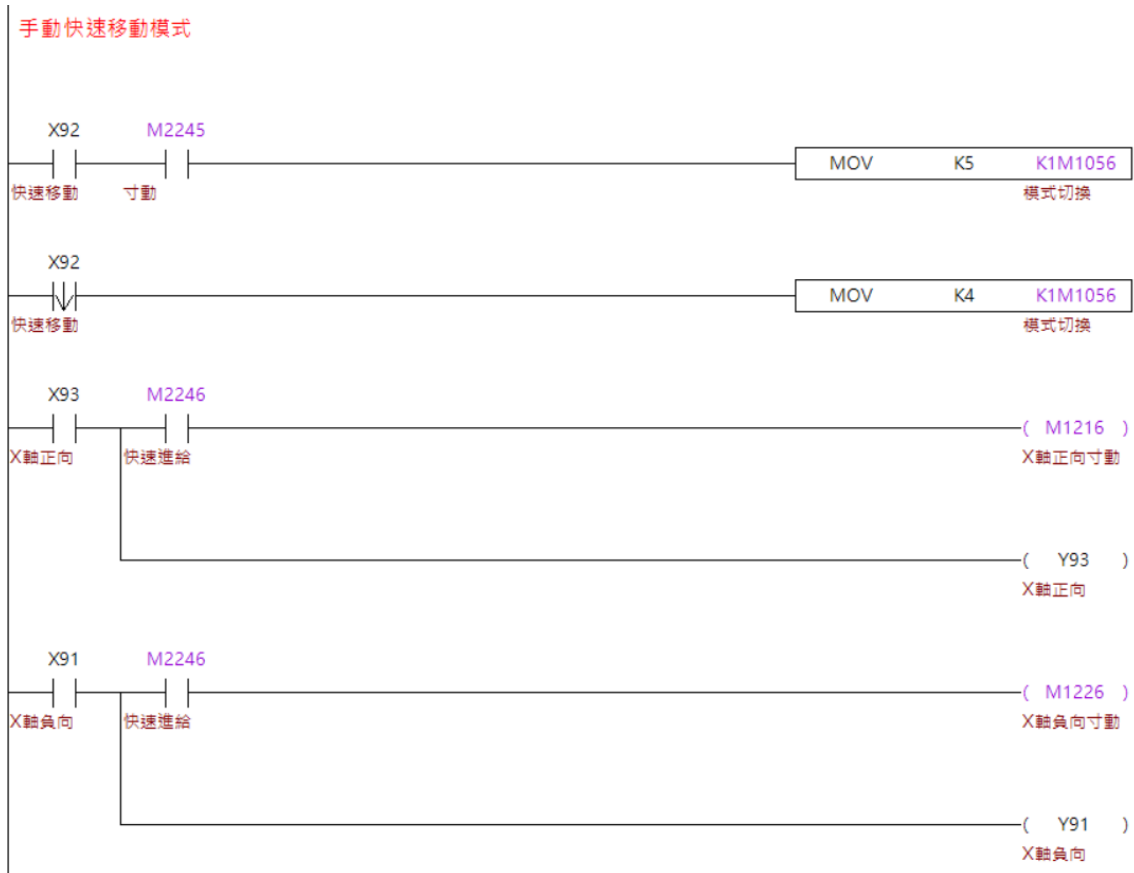 手動快速移動模式
X92 M2245
MOV K5 K1M1056
快速移動 寸動 模式切換
X92
MOV K4 K1M1056
快速移動 模式切換
X93 M2246
( M1216 )
X軸正向 快速進給 X軸正向寸動
( Y93 )
X軸正向
X91 M2246
( M1226 )
X軸負向 快速進給 X軸負向寸動
( Y91 )
X軸負向